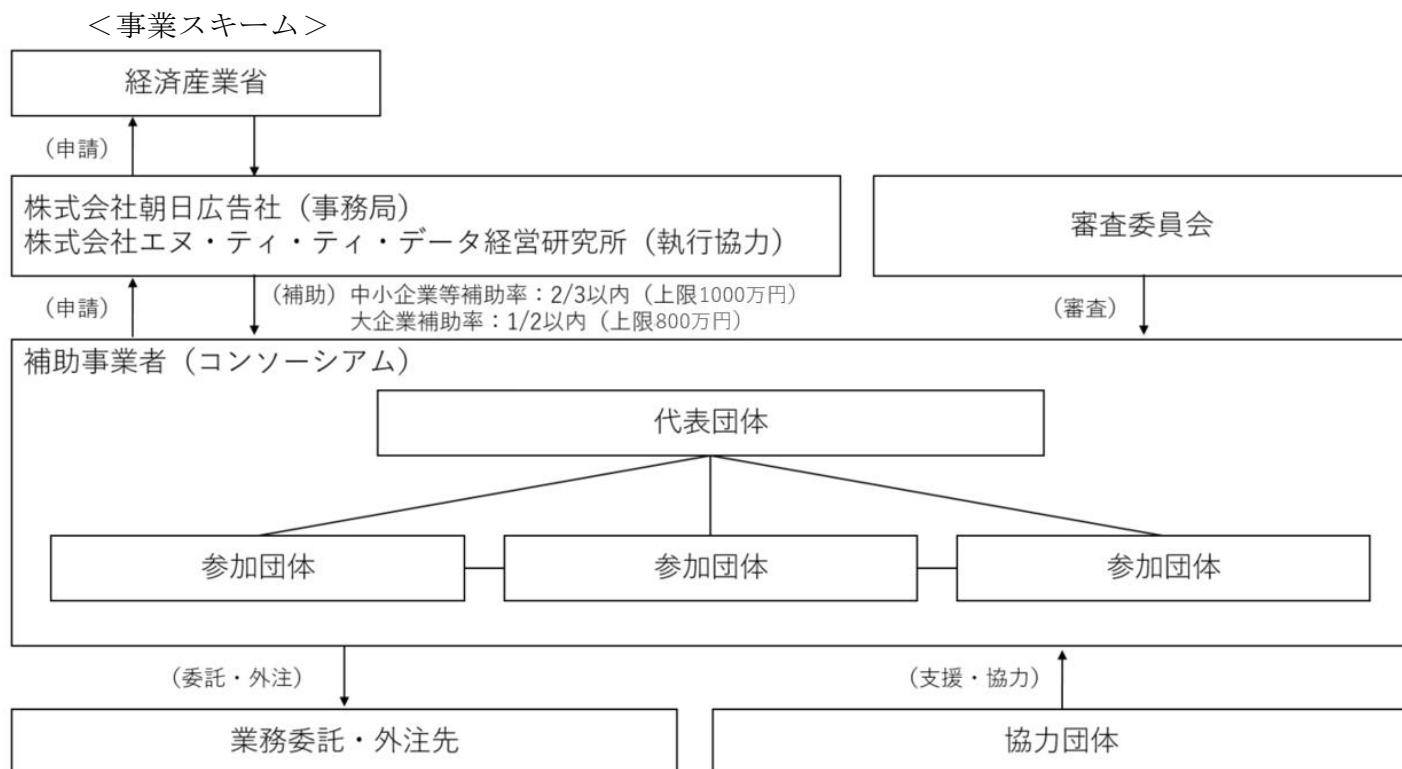 ＜事業スキーム＞
経済産業省
（申請）
株式会社朝日広告社（事務局）
株式会社エヌ・ティ・ティ・データ経営研究所（執行協力）
審査委員会
（申請）
（補助）中小企業等補助率：2/3以内（上限1000万円）
大企業補助率：1/2以内（上限800万円）
（審査）
補助事業者（コンソーシアム）
代表団体
参加団体
参加団体
参加団体
（委託・外注）
（支援・協力）
業務委託・外注先
協力団体